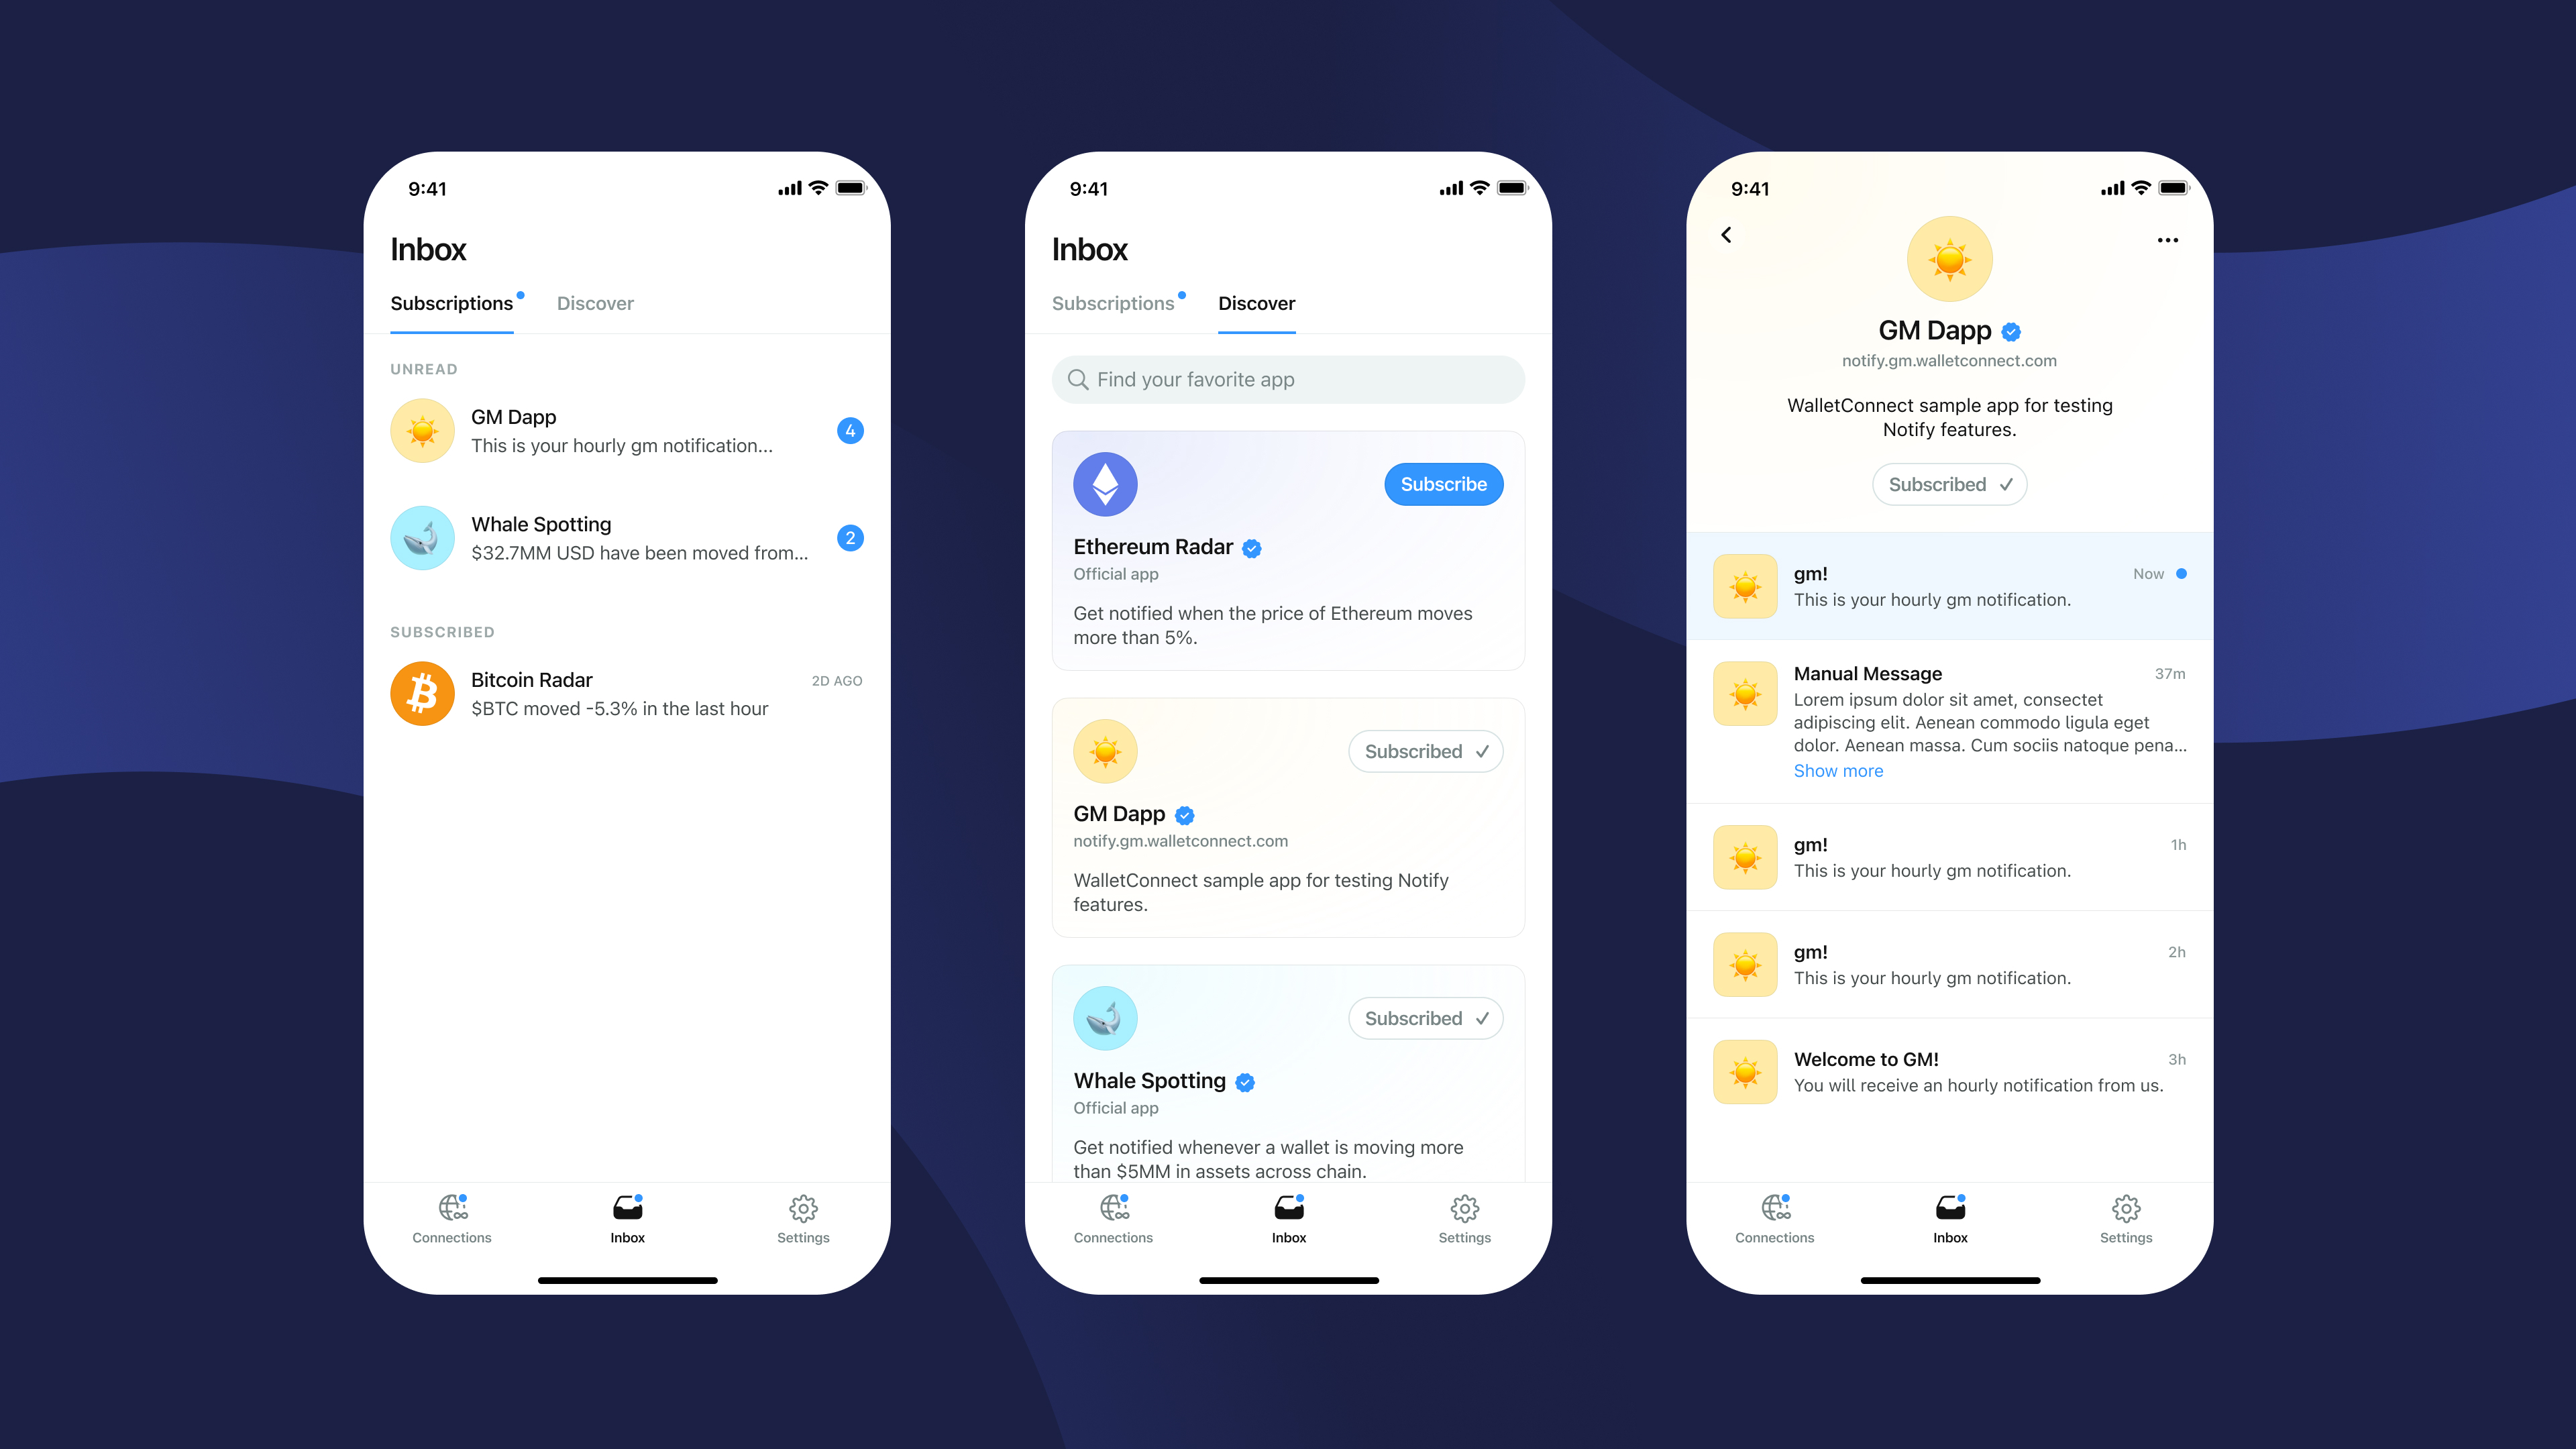 9:41
Inbox
Subscriptions Discover
UNREAD
GM Dapp
This is your hourly gm notification...
4
Whale Spotting
$32.7MM USD have been moved from...
2
SUBSCRIBED
Bitcoin Radar
2D AGO
$BTC moved -5.3% in the last hour
Connections Inbox Settings
9:41
Inbox
Subscriptions Discover
Find your favorite app
Subscribe
Ethereum Radar
Official app
Get notified when the price of Ethereum moves
more than 5%.
Subscribed
GM Dapp
notify.gm.walletconnect.com
WalletConnect sample app for testing Notify
features.
Subscribed
Whale Spotting
Official app
Get notified whenever a wallet is moving more
than $5MM in assets across chain.
Connections Inbox Settings
9:41
GM Dapp
notify.gm.walletconnect.com
WalletConnect sample app for testing
Notify features.
Subscribed
gm!
Now
This is your hourly gm notification.
Manual Message
37m
Lorem ipsum dolor sit amet, consectet
adipiscing elit. Aenean commodo ligula eget
dolor. Aenean massa. Cum sociis natoque pena...
Show more
gm!
1h
This is your hourly gm notification.
gm!
2h
This is your hourly gm notification.
Welcome to GM!
3h
You will receive an hourly notification from us.
Connections Inbox Settings